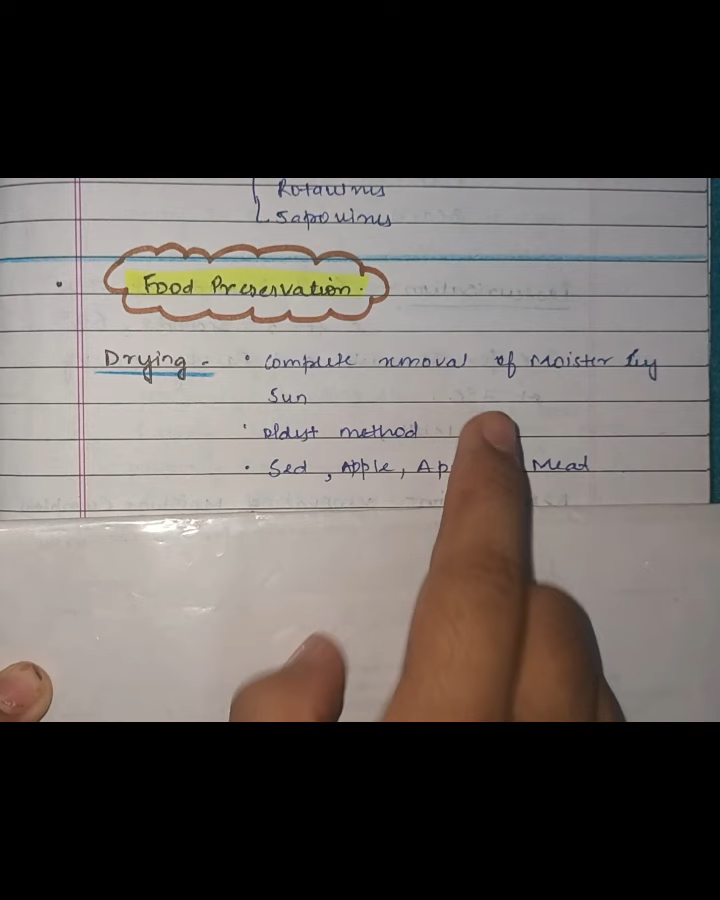 Rotavirus
Sapovirus
Food Preservation.
Drying - • Complete removal of Moister by
Sun
• oldest method
• Sed, Apple, Ap Meat